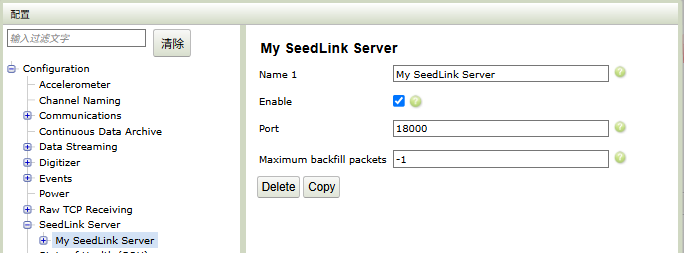 配置
输入过滤文字
清除
Configuration
Accelerometer
Channel Naming
Communications
Continuous Data Archive
Data Streaming
Digitizer
Events
Power
Raw TCP Receiving
SeedLink Server
My SeedLink Server
My SeedLink Server
Name 1 My SeedLink Server
Enable
Port 18000
Maximum backfill packets -1
Delete Copy